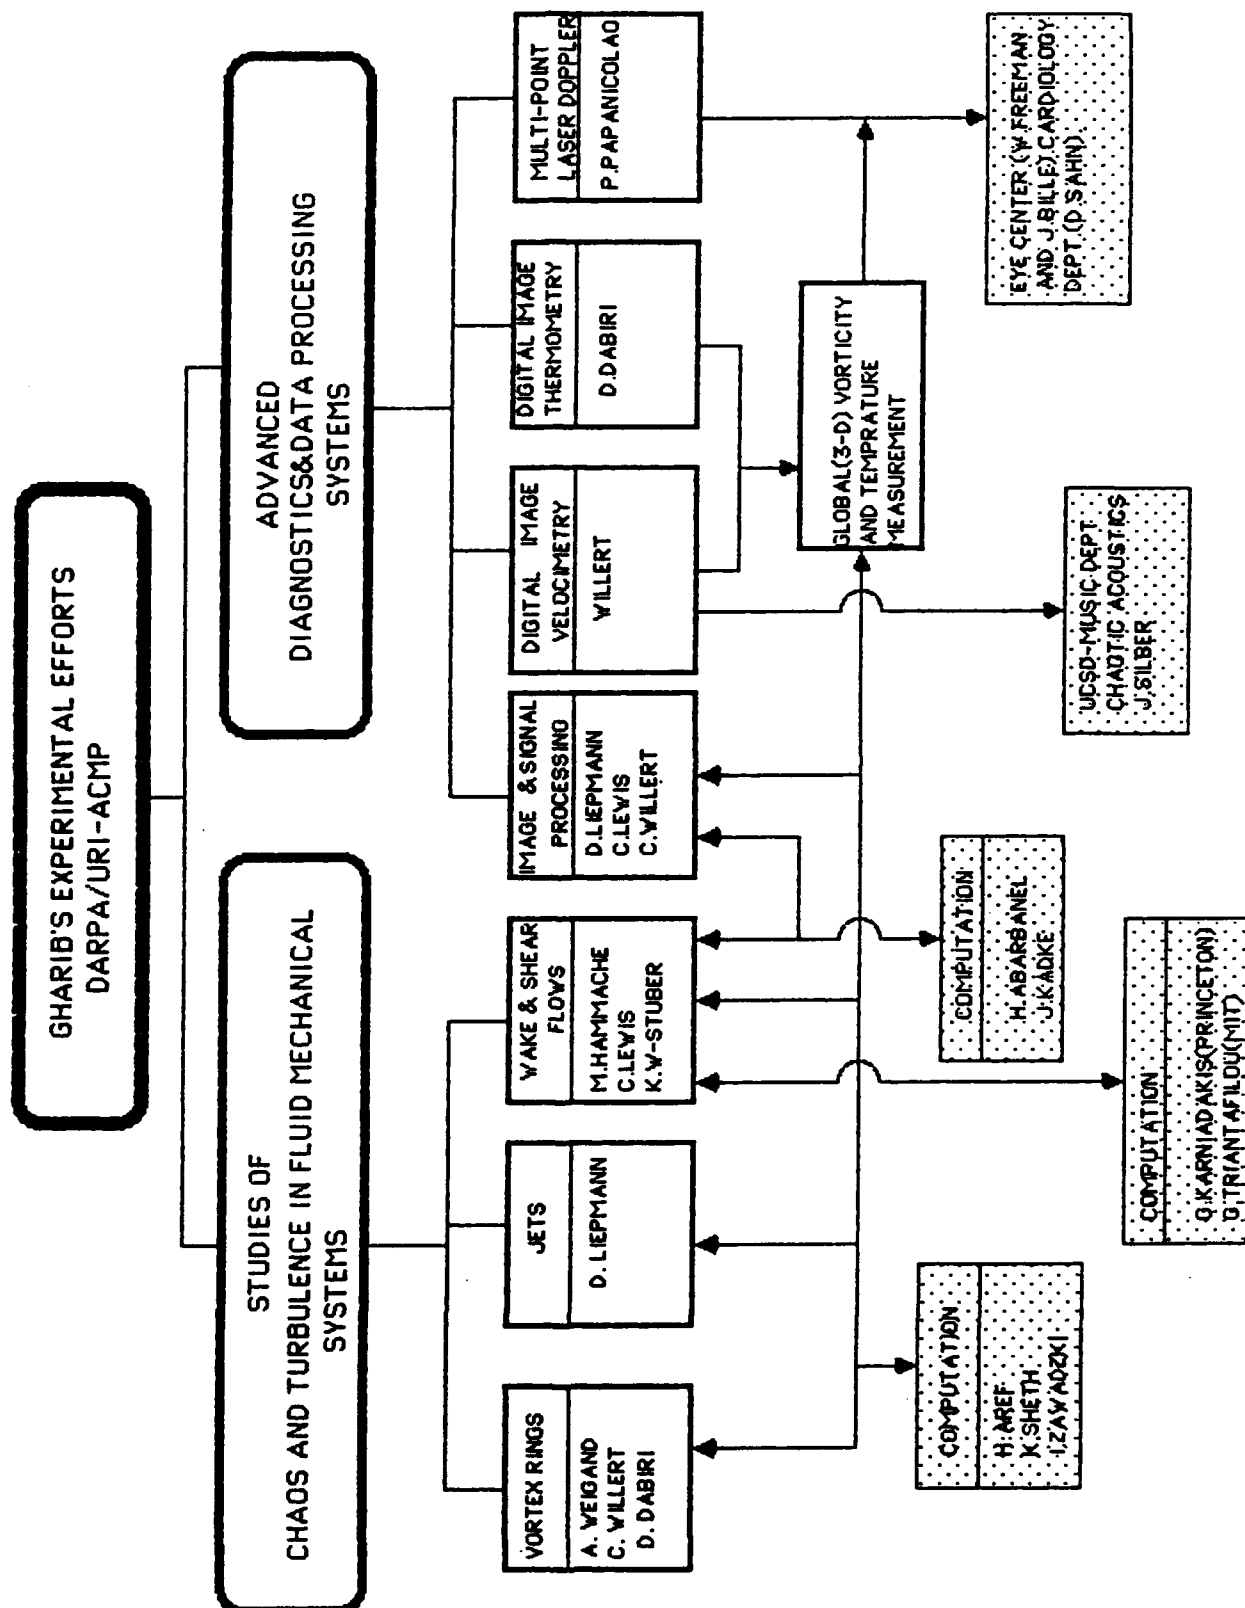 GHARIB'S EXPERIMENTAL EFFORTS
DARPA/URI-ACMP
STUDIES OF
CHAOS AND TURBULENCE IN FLUID MECHANICAL
SYSTEMS
ADVANCED
DIAGNOSTICS&DATA PROCESSING
SYSTEMS
VORTEX RINGS
A. WEIGAND
C. WILLERT
D. DABIRI
JETS
D. LIEPMANN
WAKE & SHEAR
FLOWS
M.HAMMACHE
C.LEWIS
K.W-STUBER
IMAGE &SIGNAL
PROCESSING
D.LIEPMANN
C.LEWIS
C.WILLERT
DIGITAL IMAGE
VELOCIMETRY
WILLERT
DIGITAL IMAGE
THERMOMETRY
D.DABIRI
MULTI-POINT
LASER DOPPLER
P.PAPANICOLAO
GLOBAL(3-D) VORTICITY
AND TEMPRATURE
MEASUREMENT
COMPUTATION
H.AREF
K.SHETH
I.ZAWADZKI
COMPUTATION
G.KARNIADAKIS(PRINCETON)
G.TRIANTAFILOU(MIT)
COMPUTATION
H.ABARBANEL
J.KADKE
UCSD-MUSIC.DEPT
CHAOTIC ACOUSTICS
J.SILBER
EYE CENTER (W.FREEMAN
AND J.BILLE).CARDIOLOGY
DEPT.(D.SAHN).